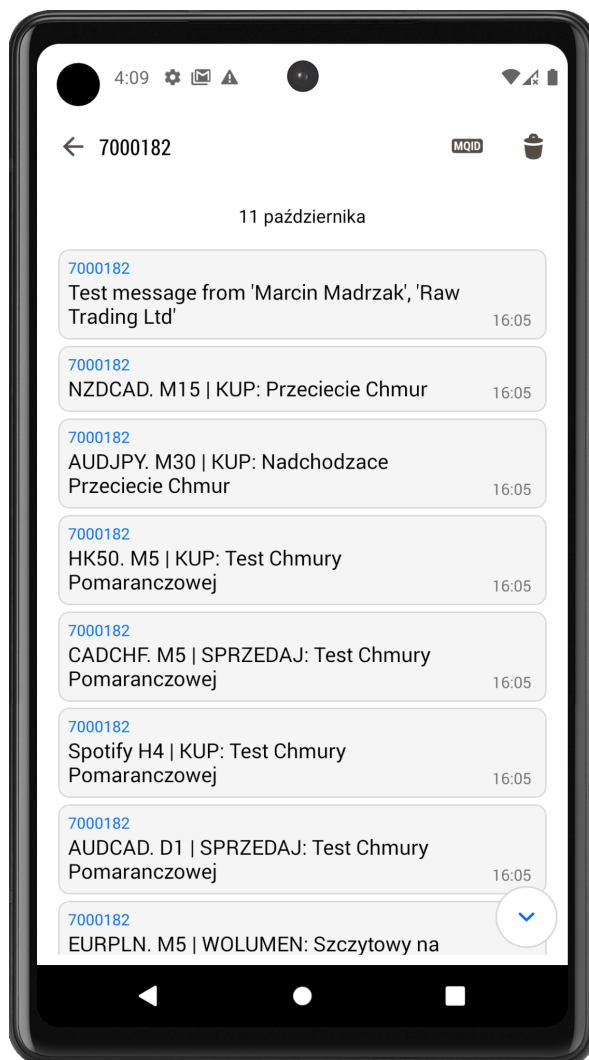 4:09
7000182
MQID
11 października
7000182
Test message from 'Marcin Madrzak', 'Raw
Trading Ltd'
16:05
7000182
NZDCAD. M15 | KUP: Przeciecie Chmur
16:05
7000182
AUDJPY. M30 | KUP: Nadchodzace
Przeciecie Chmur
16:05
7000182
HK50. M5 | KUP: Test Chmury
Pomaranczowej
16:05
7000182
CADCHF. M5 | SPRZEDAJ: Test Chmury
Pomaranczowej
16:05
7000182
Spotify H4 | KUP: Test Chmury
Pomaranczowej
16:05
7000182
AUDCAD. D1 | SPRZEDAJ: Test Chmury
Pomaranczowej
16:05
7000182
EURPLN. M5 | WOLUMEN: Szczytowy na